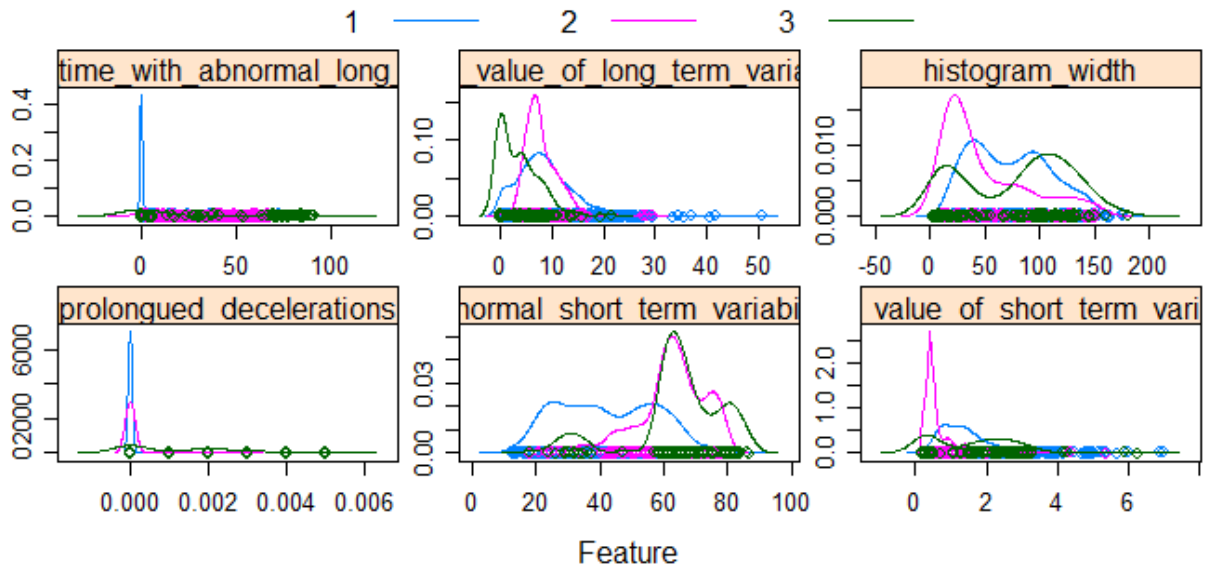 1 2 3
time_with_abnormal_long_ _value_of_long_term_varia histogram_width
0.0 0.2 0.4 0.00 0.10 0.000 0.010
0 50 100 0 10 20 30 40 50 -50 0 50 100 200
prolongued_decelerations normal_short_term_variabi value_of_short_term_vari
0 2000 6000 0.00 0.03 0.0 1.0 2.0
0.000 0.002 0.004 0.006 0 20 40 60 80 100 0 2 4 6
Feature